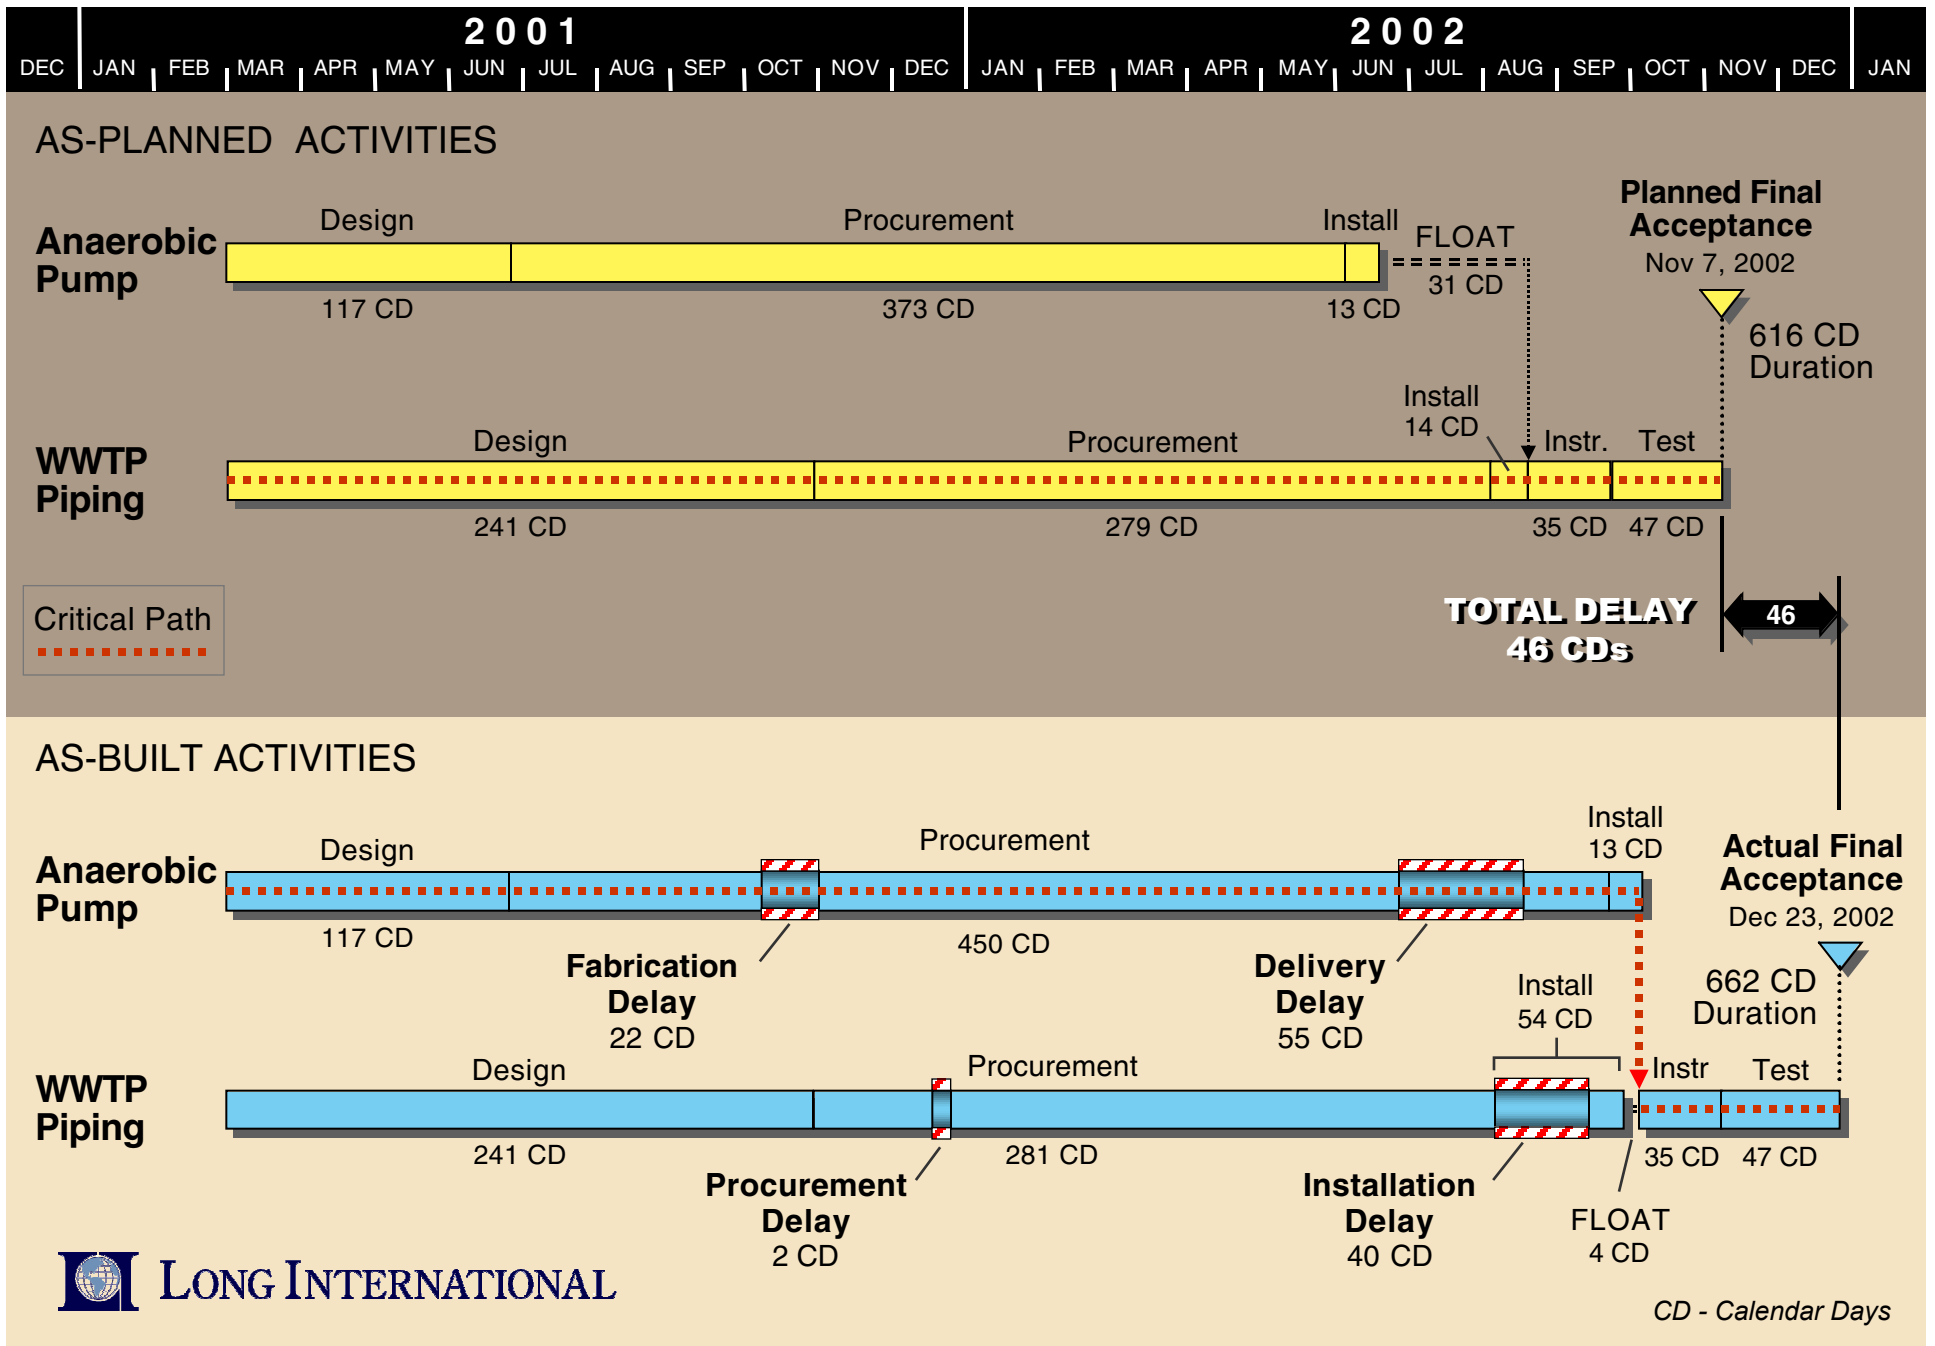 2001 2002
DEC JAN FEB MAR APR MAY JUN JUL AUG SEP OCT NOV DEC JAN FEB MAR APR MAY JUN JUL AUG SEP OCT NOV DEC JAN
AS-PLANNED ACTIVITIES
Planned Final
Acceptance
Nov 7, 2002
616 CD
Duration
Anaerobic
Pump
Design
Procurement
Install
FLOAT
117 CD
373 CD
13 CD
31 CD
WWTP
Piping
Design
Procurement
Install
14 CD
Instr.
Test
241 CD
279 CD
35 CD
47 CD
Critical Path
TOTAL DELAY
46 CDs
46
AS-BUILT ACTIVITIES
Anaerobic
Pump
Design
Procurement
Install
13 CD
Actual Final
Acceptance
Dec 23, 2002
662 CD
Duration
117 CD
Fabrication
Delay
22 CD
450 CD
Delivery
Delay
55 CD
Install
54 CD
WWTP
Piping
Design
Procurement
Instr
Test
241 CD
Procurement
Delay
2 CD
281 CD
Installation
Delay
40 CD
FLOAT
4 CD
35 CD
47 CD
LONG INTERNATIONAL
CD - Calendar Days